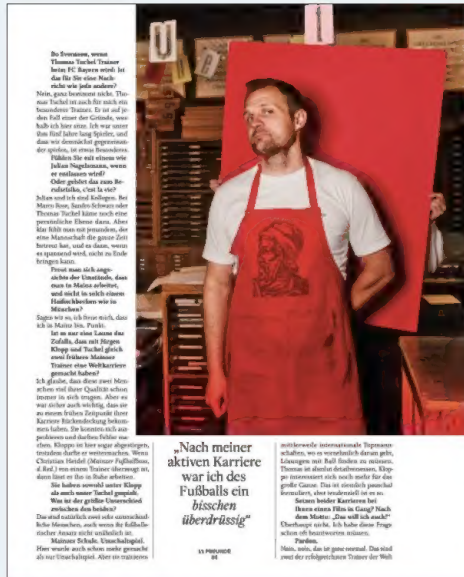 Bo Svensson, wenn
Thomas Tuchel Trainer
beim FC Bayern wird: Ist
das für Sie eine Nach-
richt wie jede andere?
Nein, ganz bestimmt nicht. Tho-
mas Tuchel ist auch für mich ein
besonderer Trainer. Er ist auf je-
den Fall einer der Gründe, wes-
halb ich hier sitze. Ich war unter
ihm fünf Jahre lang Spieler, und
dass wir demnächst gegeneinan-
der spielen, ist etwas Besonderes.
Fühlen Sie mit einem wie
Julian Nagelsmann, wenn
er entlassen wird?
Oder gehört das zum Be-
rufsrisiko, c'est la vie?
Julian und ich sind Kollegen. Bei
Marco Rose, Sandro Schwarz oder
Thomas Tuchel käme noch eine
persönliche Ebene dazu. Aber
klar fühlt man mit jemandem, der
eine Mannschaft die ganze Zeit
betreut hat, und es dann, wenn
es spannend wird, nicht zu Ende
bringen kann.
Freut man sich ange-
sichts der Umstände, dass
man in Mainz arbeitet,
und nicht in solch einem
Haifischbecken wie in
München?
Sagen wir so, ich freue mich, dass
ich in Mainz bin. Punkt.
Ist es nur eine Laune des
Zufalls, dass mit Jürgen
Klopp und Tuchel gleich
zwei frühere Mainzer
Trainer eine Weltkarriere
gemacht haben?
Ich glaube, dass diese zwei Men-
schen viel ihrer Qualität schon
immer in sich trugen. Aber es
war sicher auch wichtig, dass sie
zu einem frühen Zeitpunkt ihrer
Karriere Rückendeckung bekom-
men haben. Sie konnten sich aus-
probieren und durften Fehler ma-
chen. Kloppo ist hier sogar abgestiegen,
trotzdem durfte er weitermachen. Wenn
Christian Heidel (Mainzer Fußballboss,
d. Red.) von einem Trainer überzeugt ist,
dann lässt er ihn in Ruhe arbeiten.
Sie haben sowohl unter Klopp
als auch unter Tuchel gespielt.
Was ist der größte Unterschied
zwischen den beiden?
Das sind natürlich zwei sehr unterschied-
liche Menschen, auch wenn ihr fußballe-
rischer Ansatz nicht unähnlich ist.
Mainzer Schule. Umschaltspiel.
Hier wurde auch schon mehr gemacht
als nur Umschaltspiel. Aber sie trainieren
„Nach meiner
aktiven Karriere
war ich des
Fußballs ein
bisschen
überdrüssig“
11 FREUNDE
mittlerweile internationale Topmann-
schaften, wo es vornehmlich darum geht,
Lösungen mit Ball finden zu müssen.
Thomas ist absolut detailversessen. Klop-
po interessiert sich noch mehr für das
große Ganze. Das ist ziemlich pauschal
formuliert, aber tendenziell ist es so.
Setzen beider Karrieren bei
Ihnen einen Film in Gang? Nach
dem Motto: „Das will ich auch!“
Überhaupt nicht. Ich habe diese Frage
schon oft beantworten müssen.
Pardon.
Nein, nein, das ist ganz normal. Das sind
zwei der erfolgreichsten Trainer der Welt